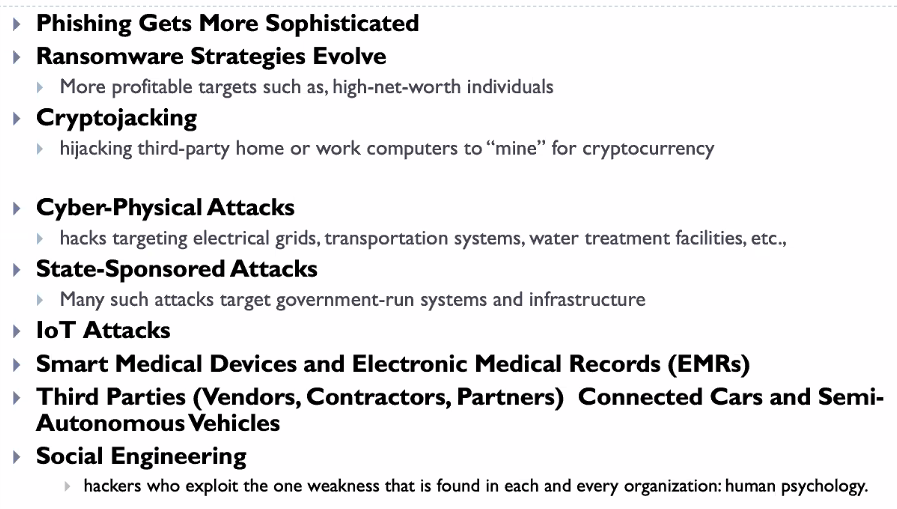 Phishing Gets More Sophisticated
Ransomware Strategies Evolve
More profitable targets such as, high-net-worth individuals
Cryptojacking
hijacking third-party home or work computers to “mine” for cryptocurrency
Cyber-Physical Attacks
hacks targeting electrical grids, transportation systems, water treatment facilities, etc.,
State-Sponsored Attacks
Many such attacks target government-run systems and infrastructure
IoT Attacks
Smart Medical Devices and Electronic Medical Records (EMRs)
Third Parties (Vendors, Contractors, Partners)  Connected Cars and Semi-
Autonomous Vehicles
Social Engineering
hackers who exploit the one weakness that is found in each and every organization: human psychology.